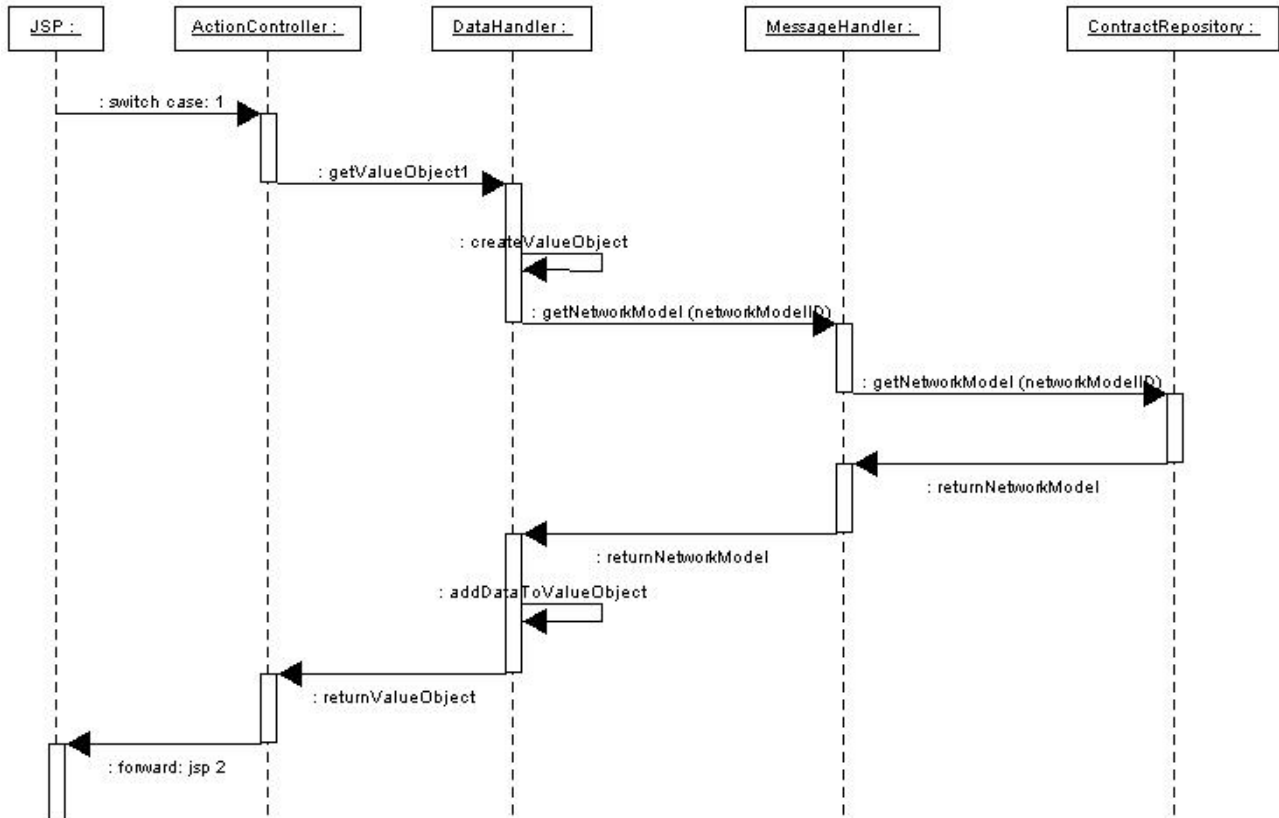 JSP :
ActionController :
DataHandler :
MessageHandler :
ContractRepository :
: switch case: 1
: getValueObject1
: createValueObject
: getNetworkModel (networkModelID)
: getNetworkModel (networkModelID)
: returnNetworkModel
: returnNetworkModel
: addDataToValueObject
: returnValueObject
: forward: jsp 2